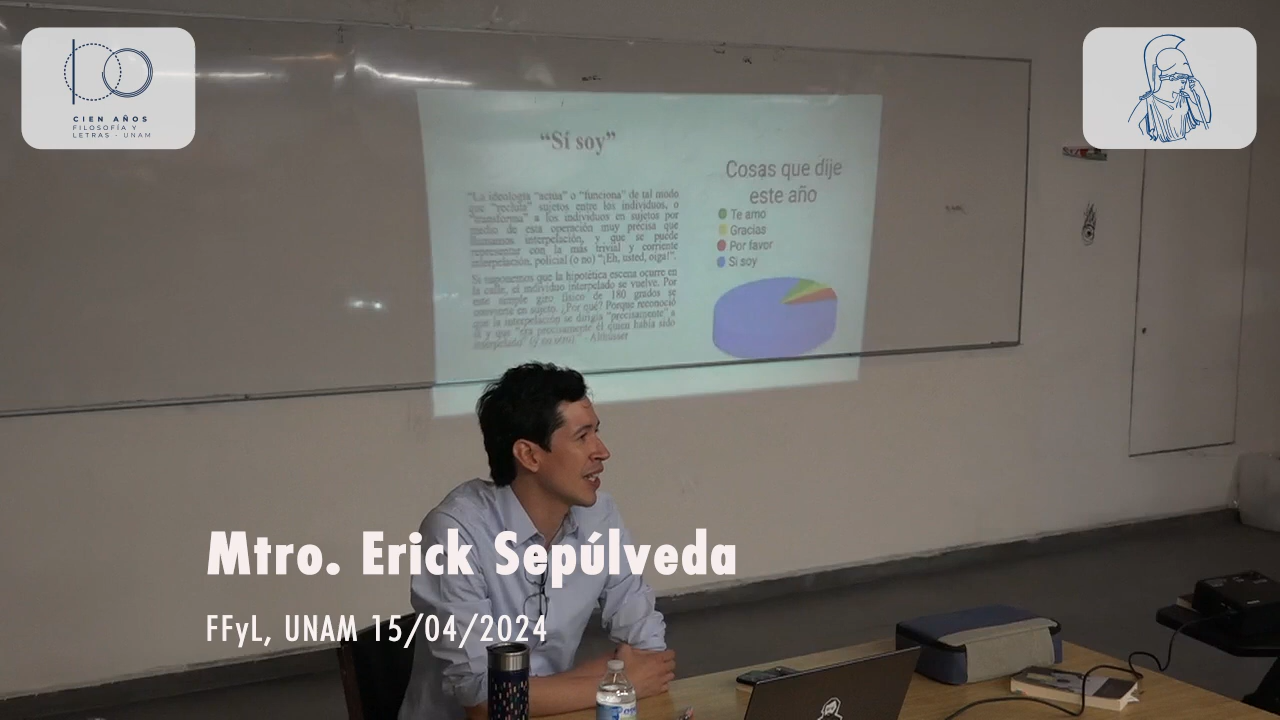 CIEN AÑOS
FILOSOFÍA Y
LETRAS - UNAM
“Sí soy”
“La ideología “actúa” o “funciona” de tal modo
que “recluta” sujetos entre los individuos, o
“transforma” a los individuos en sujetos por
medio de esta operación muy precisa que
llamamos interpelación, y que se puede
representar con la más trivial y corriente
interpelación, policial (o no) “¡Eh, usted, oiga!”.
Si suponemos que la hipotética escena ocurre en
la calle, el individuo interpelado se vuelve. Por
este simple giro físico de 180 grados se
convierte en sujeto. ¿Por qué? Porque reconoció
que la interpelación se dirigía “precisamente” a
él y que “era precisamente él quien había sido
interpelado” (y no otro)” - Althusser
Cosas que dije
este año
Te amo
Gracias
Por favor
Si soy
Mtro. Erick Sepúlveda
FFyL, UNAM 15/04/2024